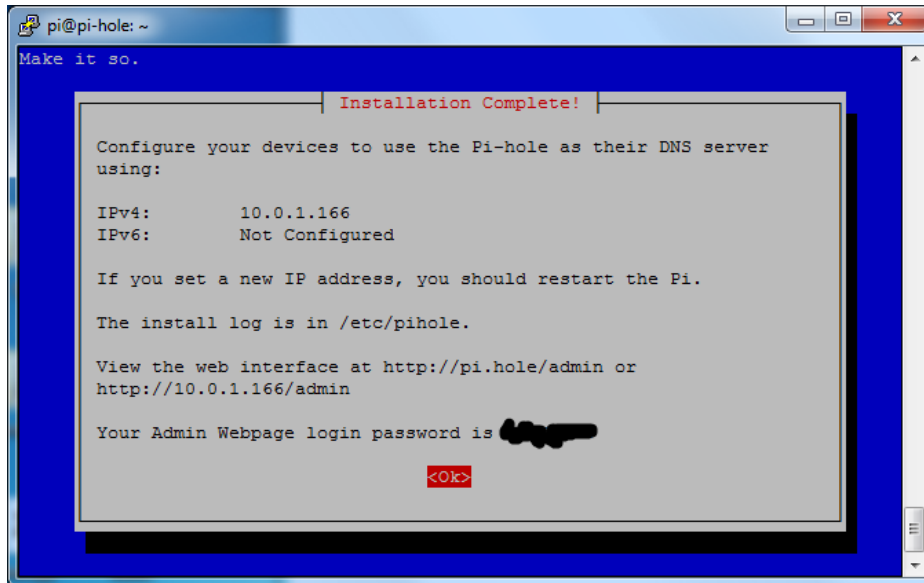 pi@pi-hole: ~
Make it so.
Installation Complete!
Configure your devices to use the Pi-hole as their DNS server
using:
IPv4: 10.0.1.166
IPv6: Not Configured
If you set a new IP address, you should restart the Pi.
The install log is in /etc/pihole.
View the web interface at http://pi.hole/admin or
http://10.0.1.166/admin
Your Admin Webpage login password is
<Ok>